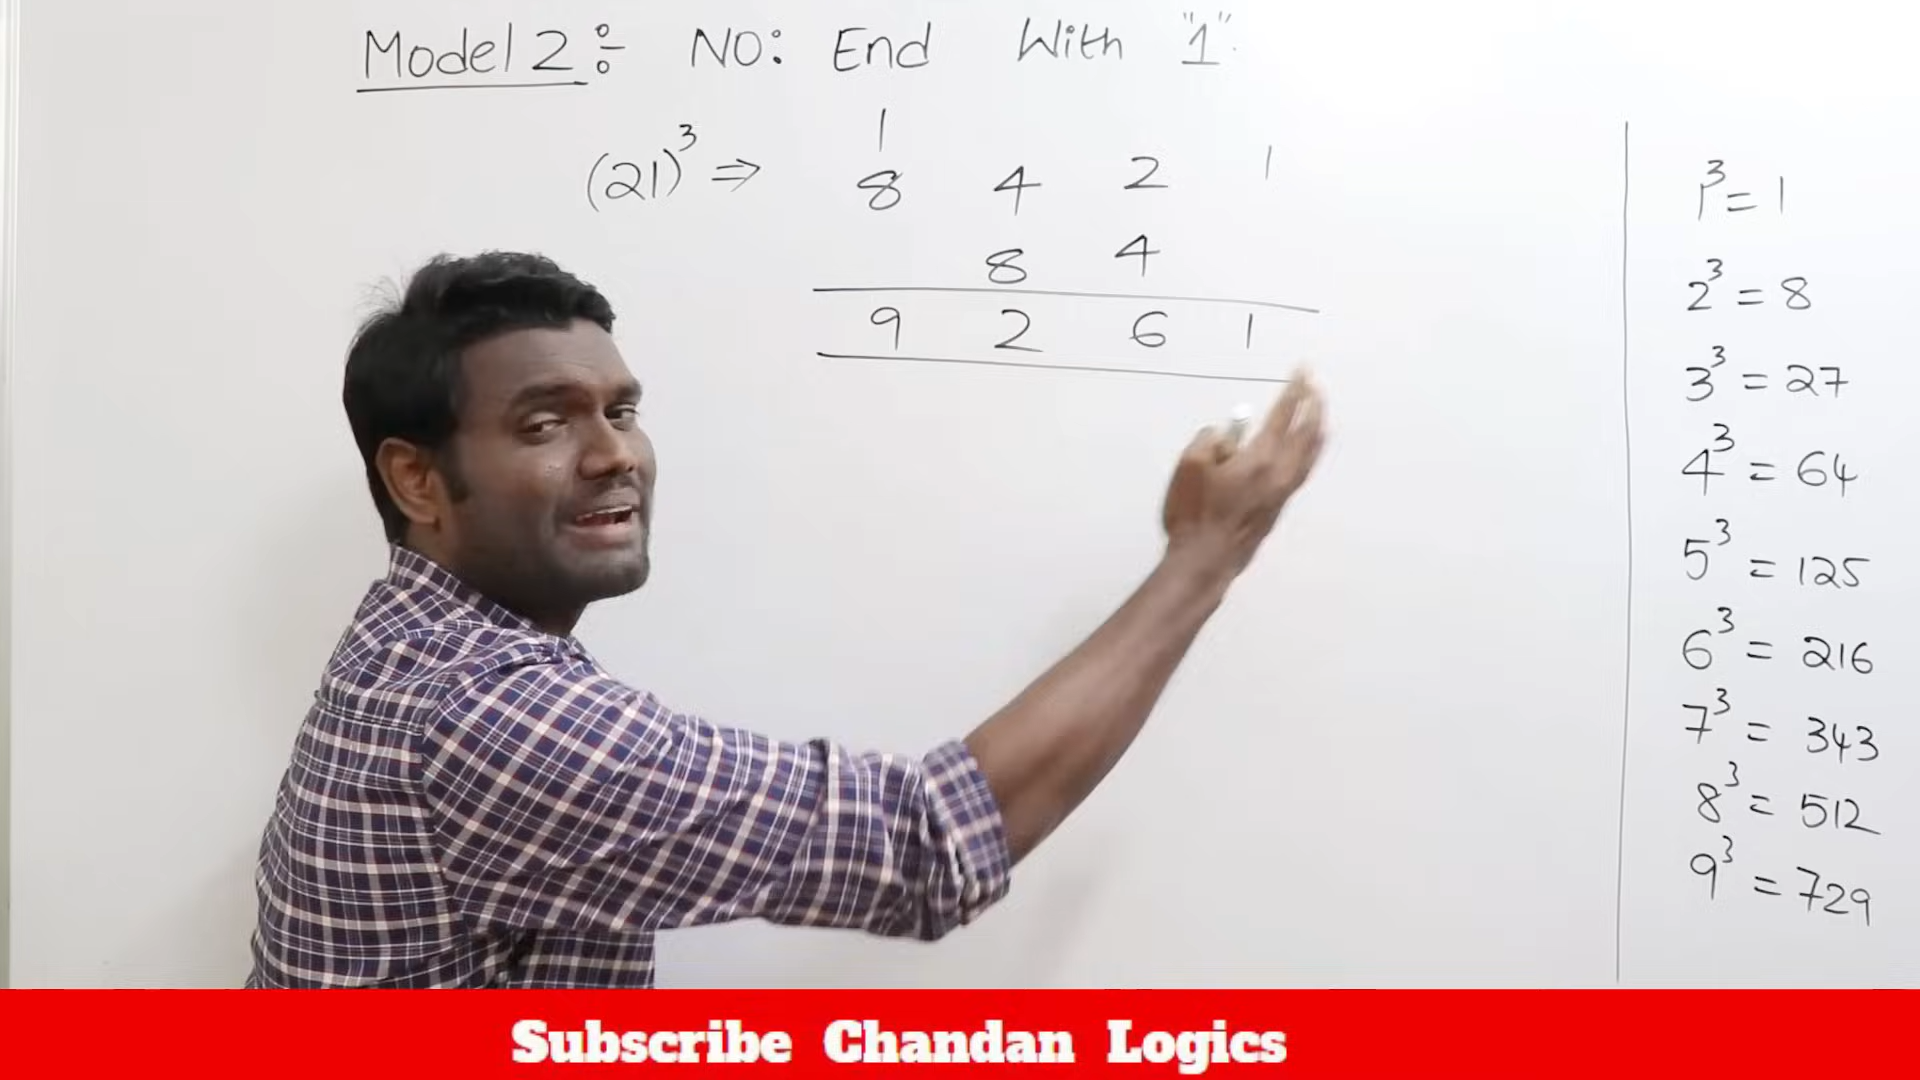 Model 2 ÷ NO: End With "1".
1
(21)³ ⇒ 8 4 2 1
8 4
9 2 6 1
1³ = 1
2³ = 8
3³ = 27
4³ = 64
5³ = 125
6³ = 216
7³ = 343
8³ = 512
9³ = 729
Subscribe Chandan Logics